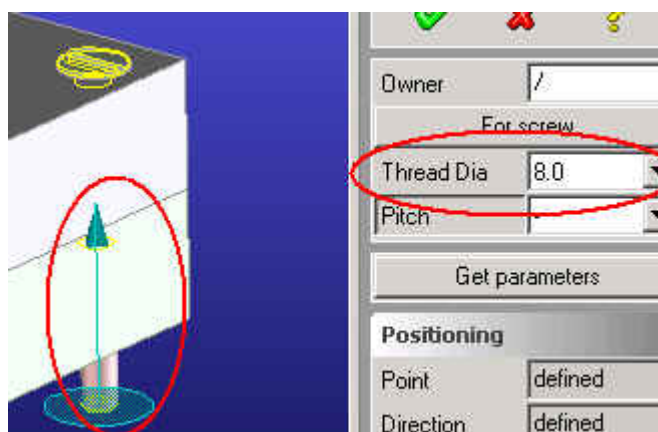 Owner /
For screw
Thread Dia 8.0
Pitch -
Get parameters
Positioning
Point defined
Direction defined